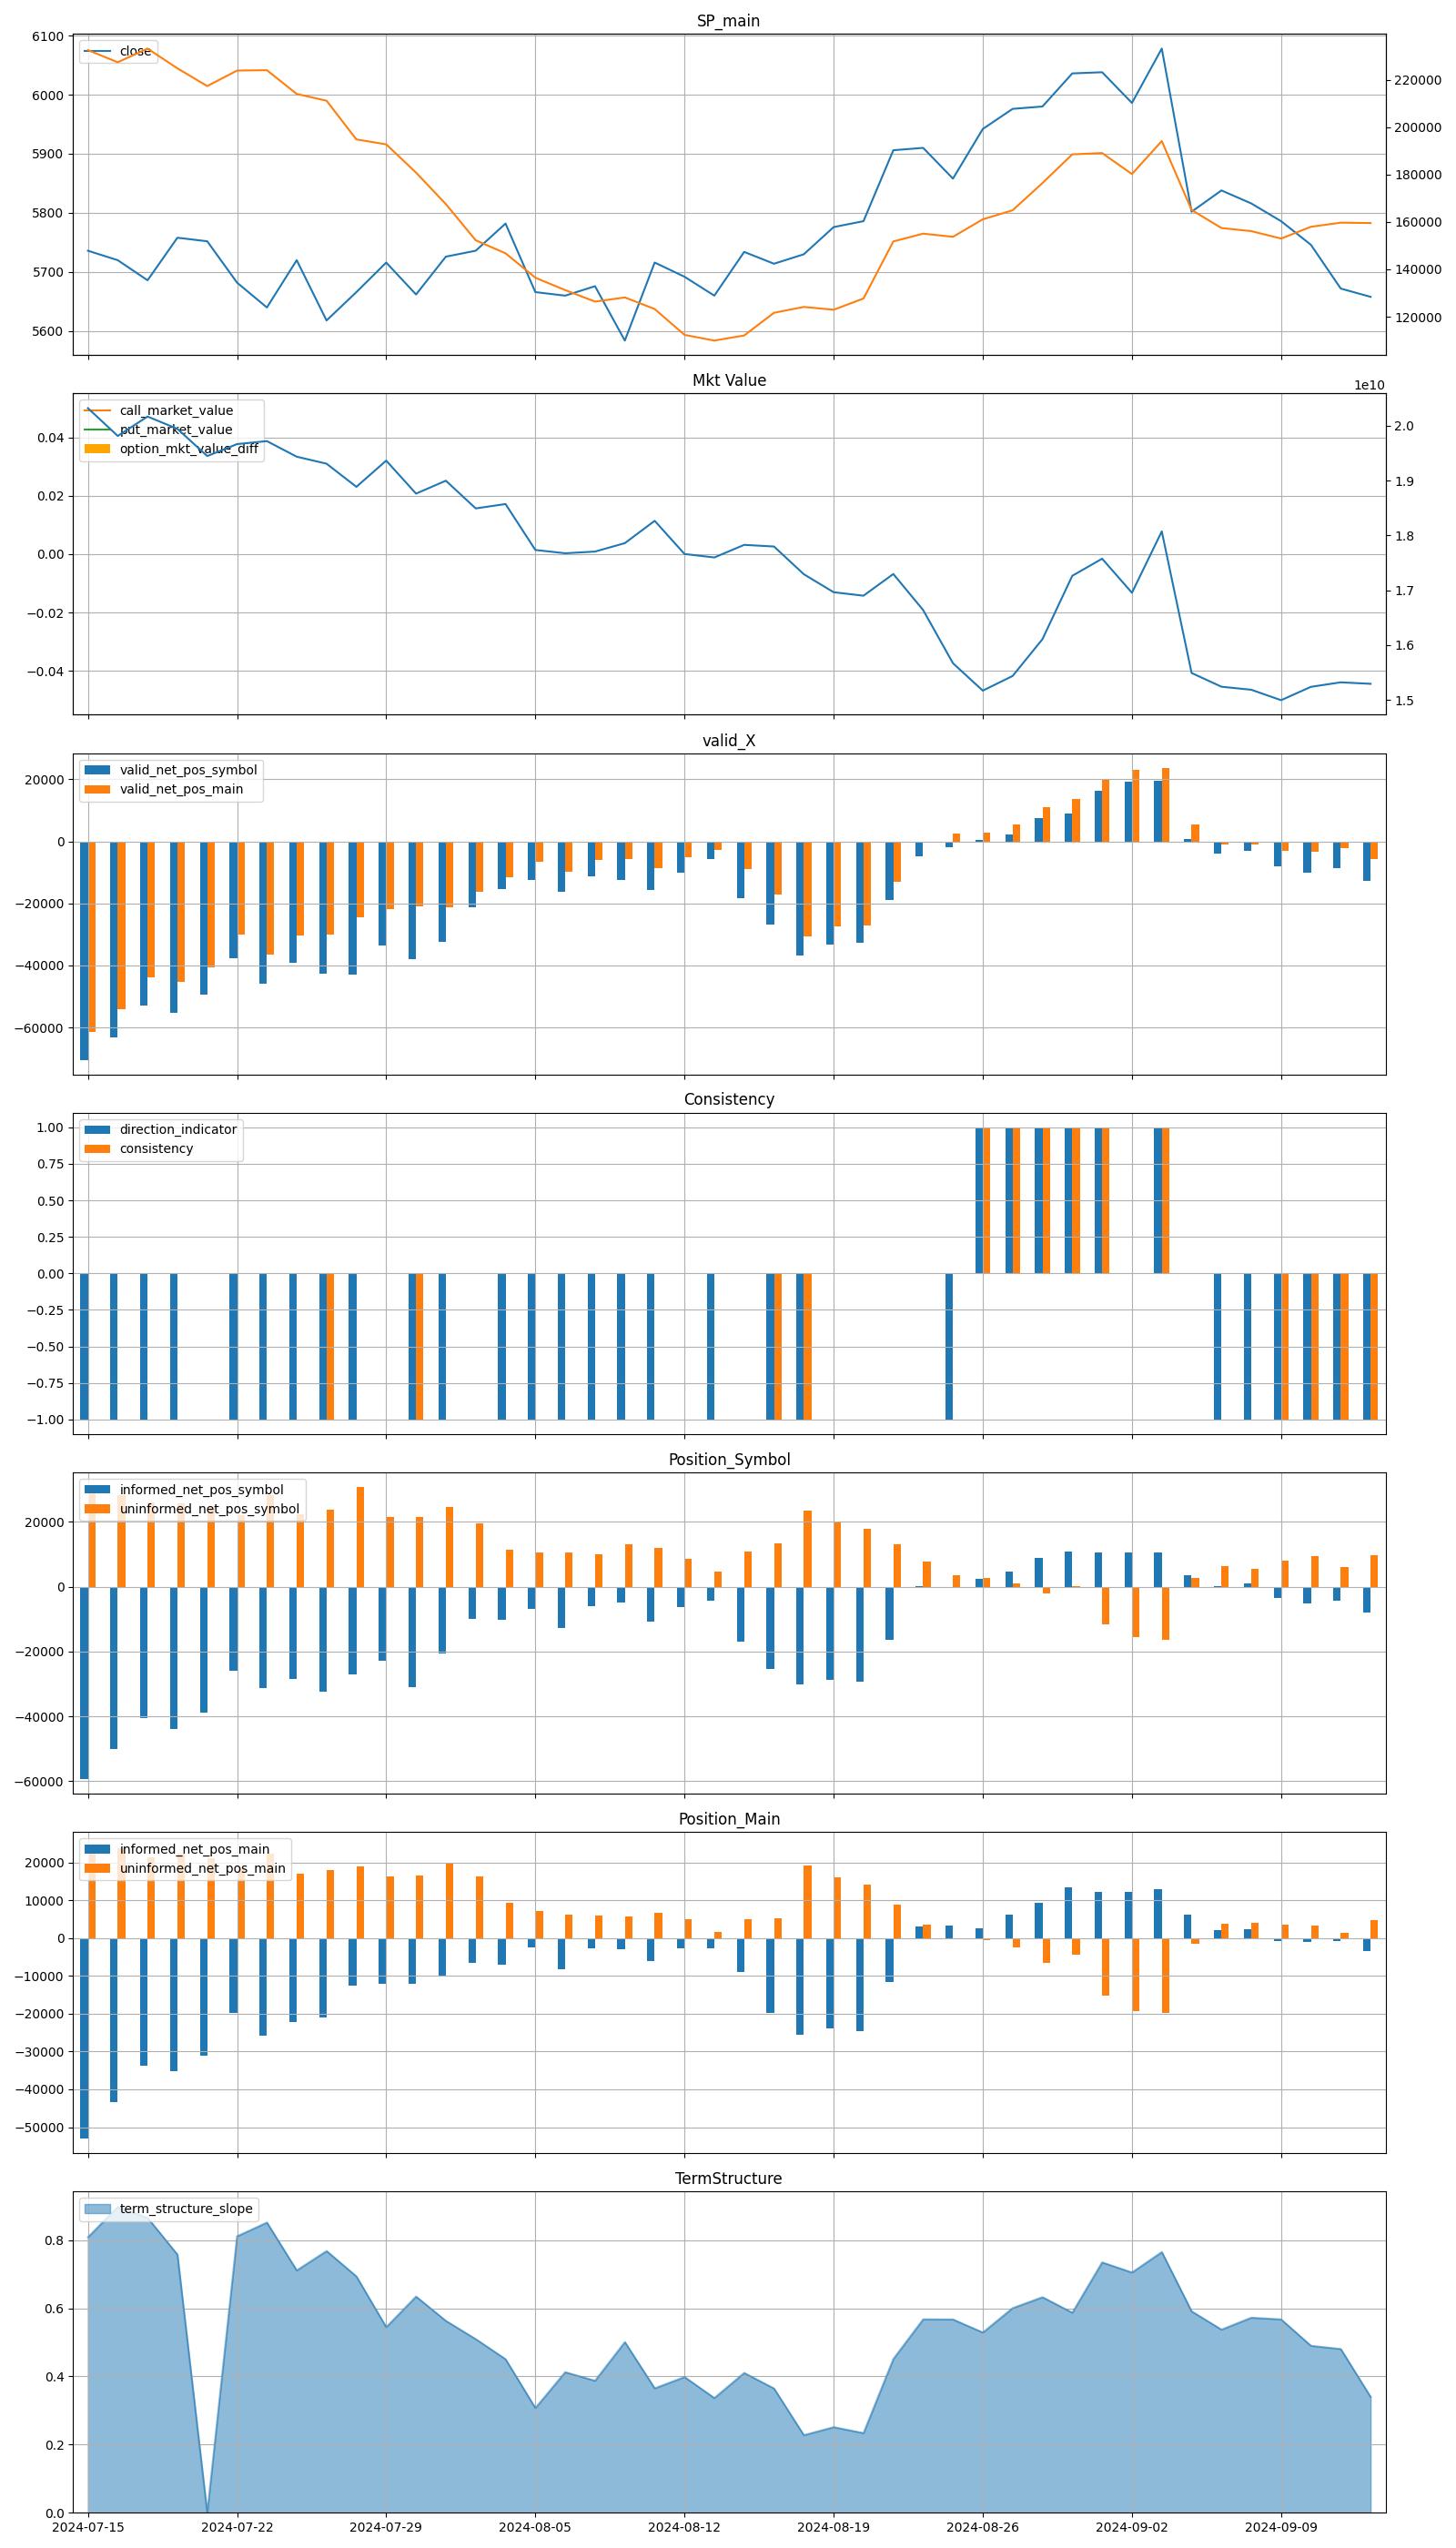 SP_main
close
6100
6000
5900
5800
5700
5600
220000
200000
180000
160000
140000
120000
Mkt Value
1e10
call_market_value
put_market_value
option_mkt_value_diff
0.04
0.02
0.00
−0.02
−0.04
2.0
1.9
1.8
1.7
1.6
1.5
valid_X
valid_net_pos_symbol
valid_net_pos_main
20000
0
−20000
−40000
−60000
Consistency
direction_indicator
consistency
1.00
0.75
0.50
0.25
0.00
−0.25
−0.50
−0.75
−1.00
Position_Symbol
informed_net_pos_symbol
uninformed_net_pos_symbol
20000
0
−20000
−40000
−60000
Position_Main
informed_net_pos_main
uninformed_net_pos_main
20000
10000
0
−10000
−20000
−30000
−40000
−50000
TermStructure
term_structure_slope
0.8
0.6
0.4
0.2
0.0
2024-07-15 2024-07-22 2024-07-29 2024-08-05 2024-08-12 2024-08-19 2024-08-26 2024-09-02 2024-09-09